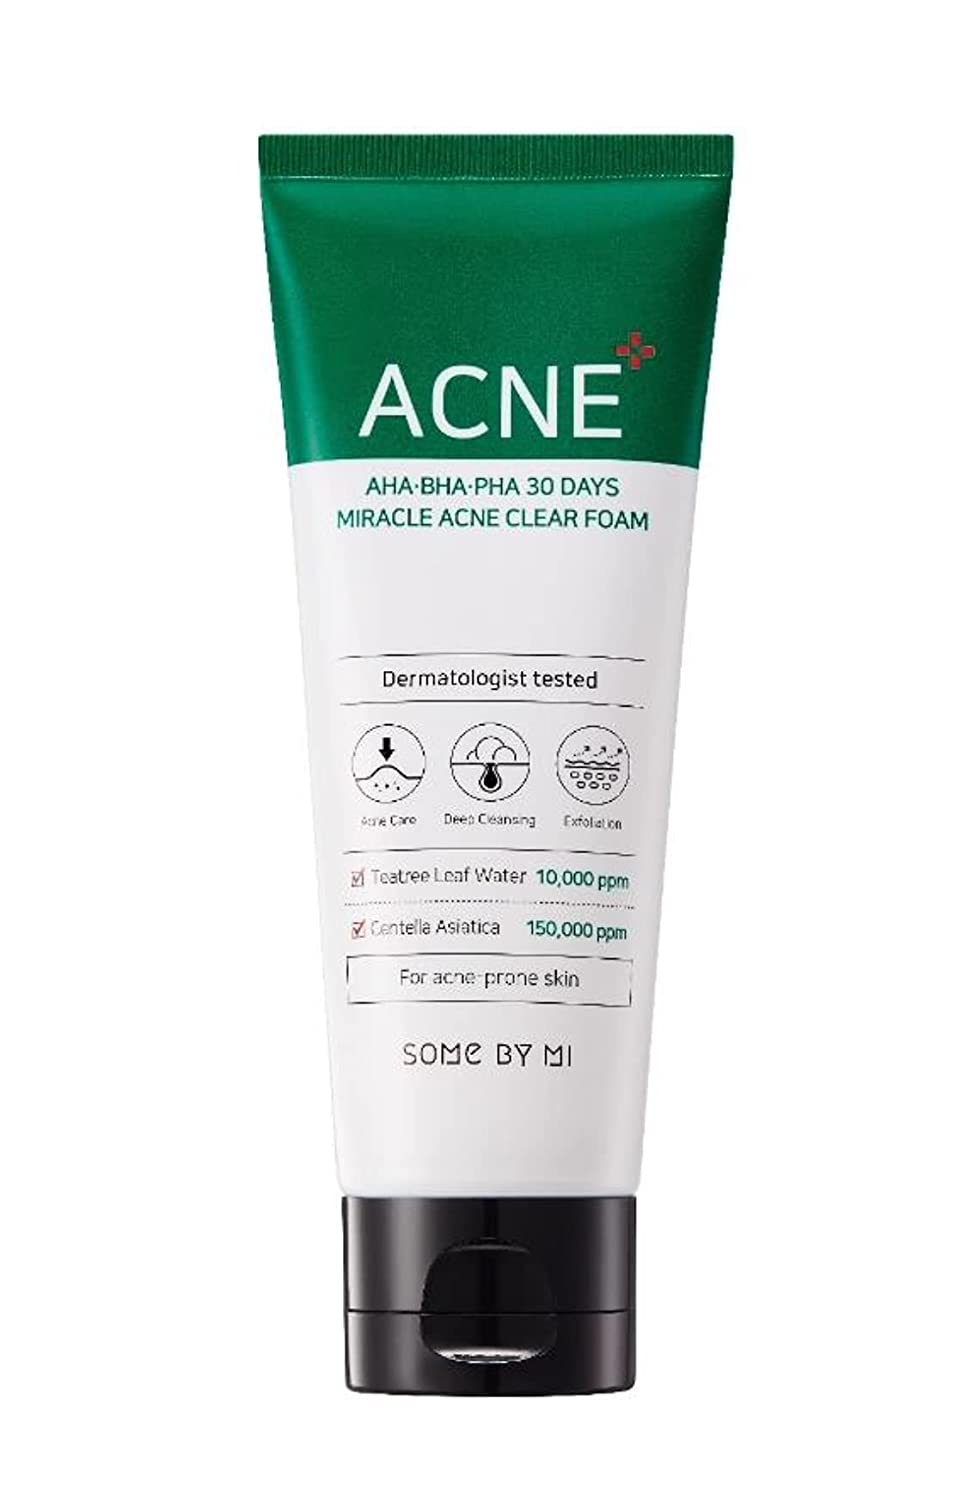 ACNE+
AHA·BHA·PHA 30 DAYS
MIRACLE ACNE CLEAR FOAM
Dermatologist tested
Acne Care Deep Cleansing Exfoliation
Teatree Leaf Water 10,000 ppm
Centella Asiatica 150,000 ppm
For acne-prone skin
SOME BY MI